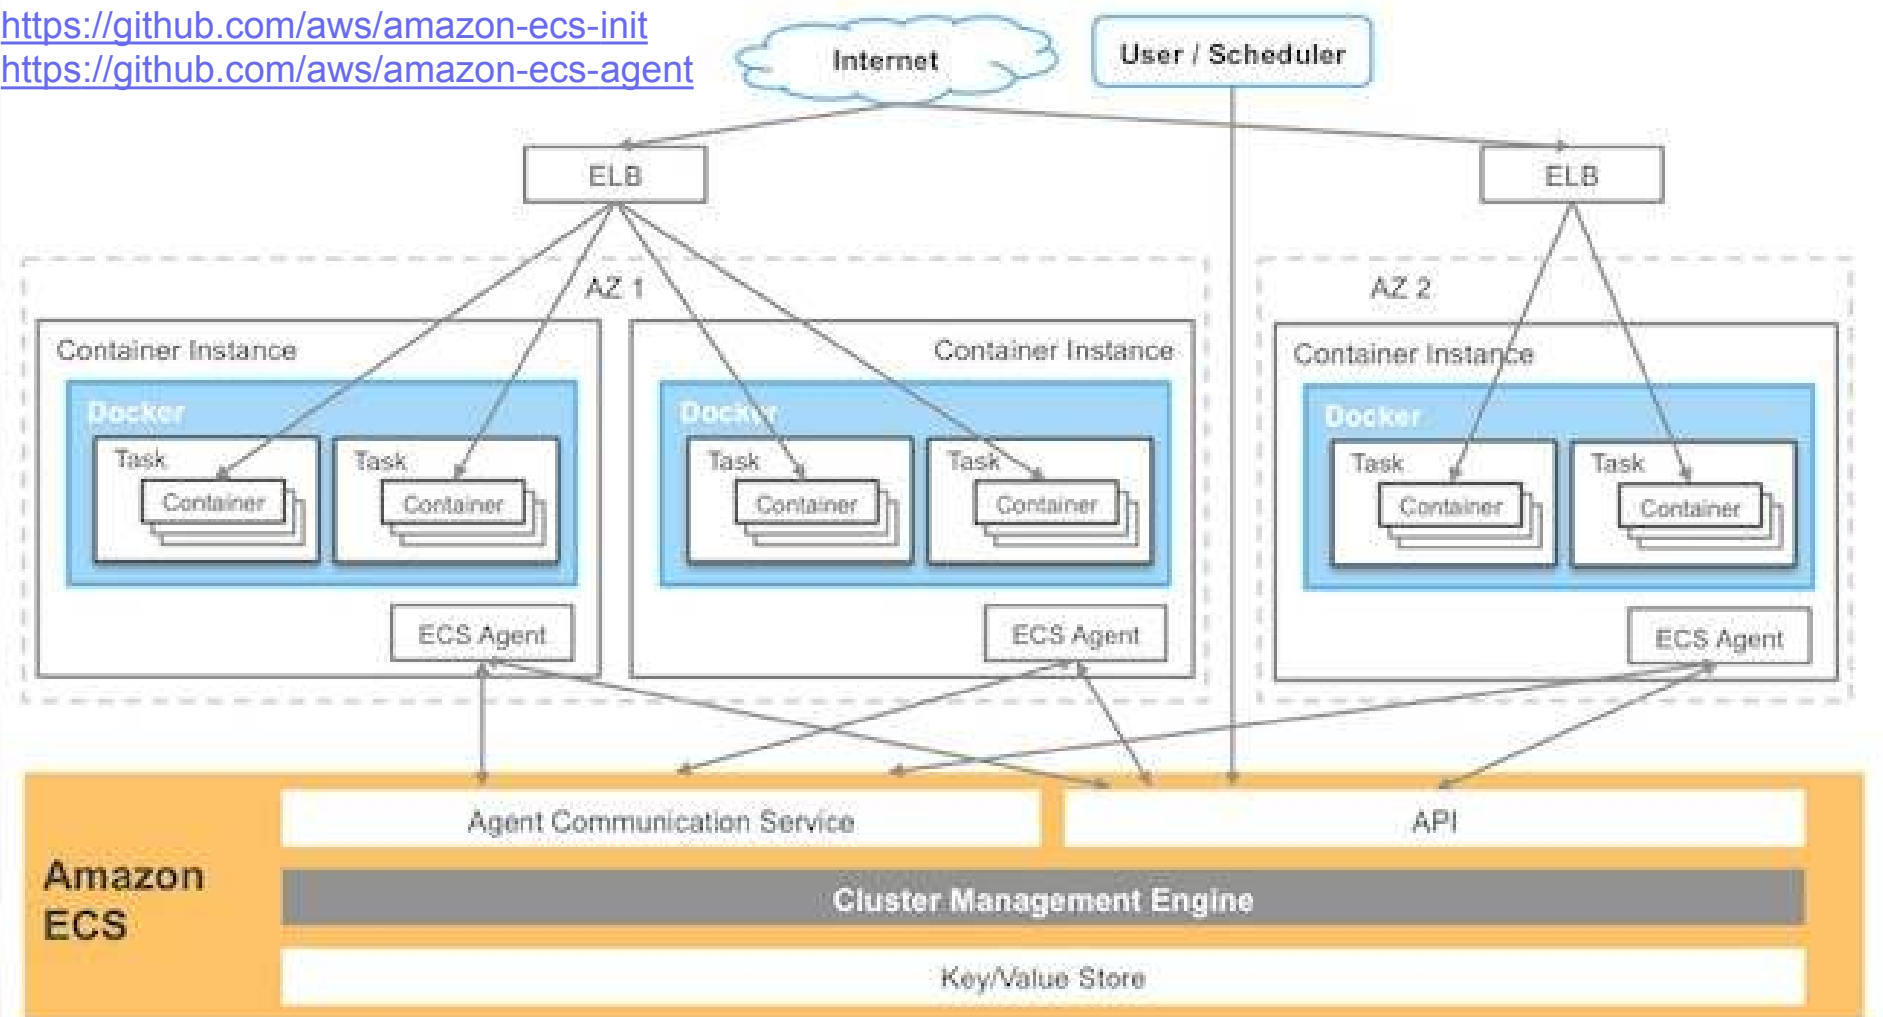 https://github.com/aws/amazon-ecs-init
https://github.com/aws/amazon-ecs-agent
Internet
User / Scheduler
ELB
ELB
AZ 1
AZ 2
Container Instance
Container Instance
Container Instance
Docker
Docker
Docker
Task
Task
Task
Task
Task
Task
Container
Container
Container
Container
Container
Container
ECS Agent
ECS Agent
ECS Agent
Agent Communication Service
API
Amazon
ECS
Cluster Management Engine
Key/Value Store